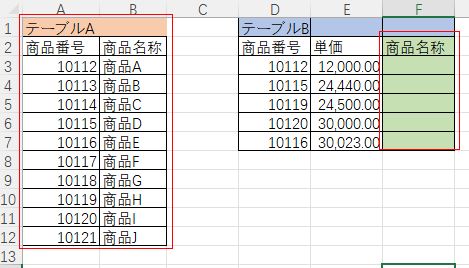 A B C D E F
1 テーブルA テーブルB
2 商品番号 商品名称 商品番号 単価 商品名称
3 10112 商品A 10112 12,000.00
4 10113 商品B 10115 24,440.00
5 10114 商品C 10119 24,500.00
6 10115 商品D 10120 30,000.00
7 10116 商品E 10116 30,023.00
8 10117 商品F
9 10118 商品G
10 10119 商品H
11 10120 商品I
12 10121 商品J
13